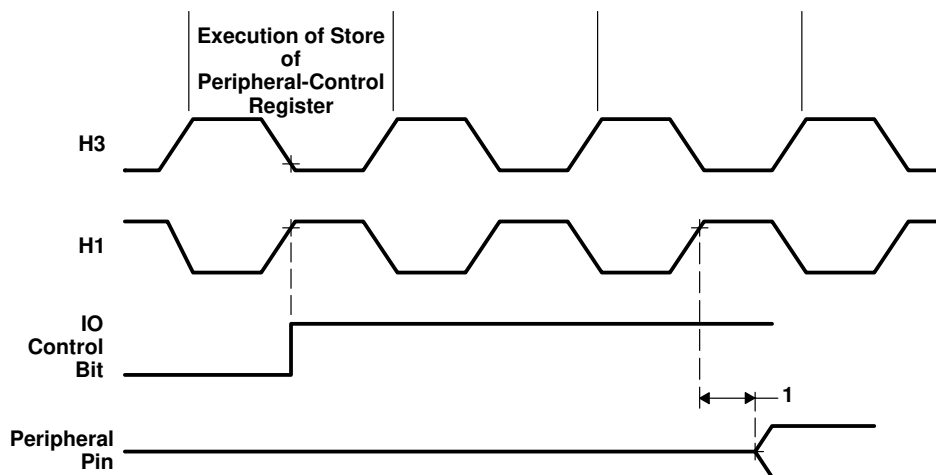 Execution of Store
of
Peripheral-Control
Register
H3
H1
IO
Control
Bit
1
Peripheral
Pin